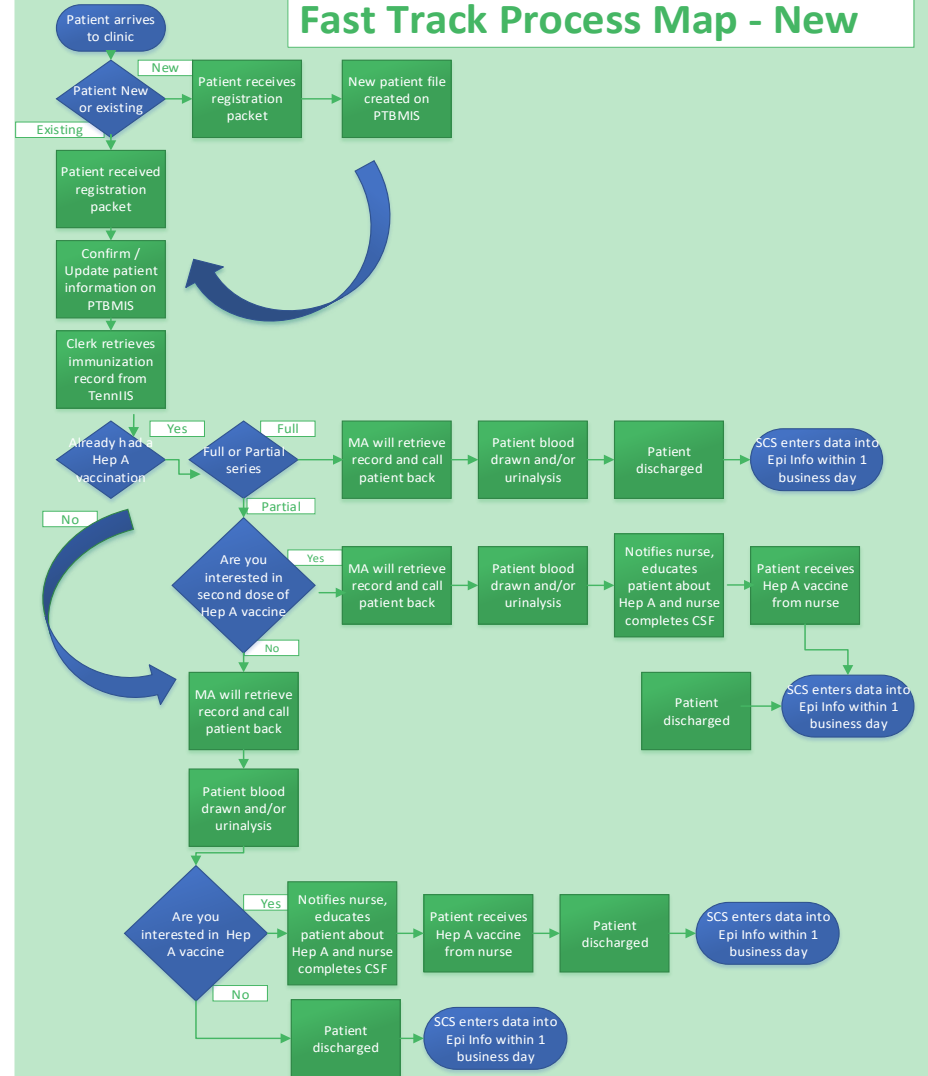 Fast Track Process Map - New
Patient arrives
to clinic
New
Patient New
or existing
Patient receives
registration
packet
New patient file
created on
PTBMIS
Existing
Patient received
registration
packet
Confirm /
Update patient
information on
PTBMIS
Clerk retrieves
immunization
record from
TennIIS
Already had a
Hep A
vaccination
Yes
Full or Partial
series
Full
MA will retrieve
record and call
patient back
Patient blood
drawn and/or
urinalysis
Patient
discharged
SCS enters data into
Epi Info within 1
business day
Partial
No
Are you
interested in
second dose of
Hep A vaccine
Yes
MA will retrieve
record and call
patient back
Patient blood
drawn and/or
urinalysis
Notifies nurse,
educates
patient about
Hep A and nurse
completes CSF
Patient receives
Hep A vaccine
from nurse
No
Patient
discharged
SCS enters data into
Epi Info within 1
business day
MA will retrieve
record and call
patient back
Patient blood
drawn and/or
urinalysis
Are you
interested in Hep
A vaccine
Yes
Notifies nurse,
educates
patient about
Hep A and nurse
completes CSF
Patient receives
Hep A vaccine
from nurse
Patient
discharged
SCS enters data into
Epi Info within 1
business day
No
Patient
discharged
SCS enters data into
Epi Info within 1
business day